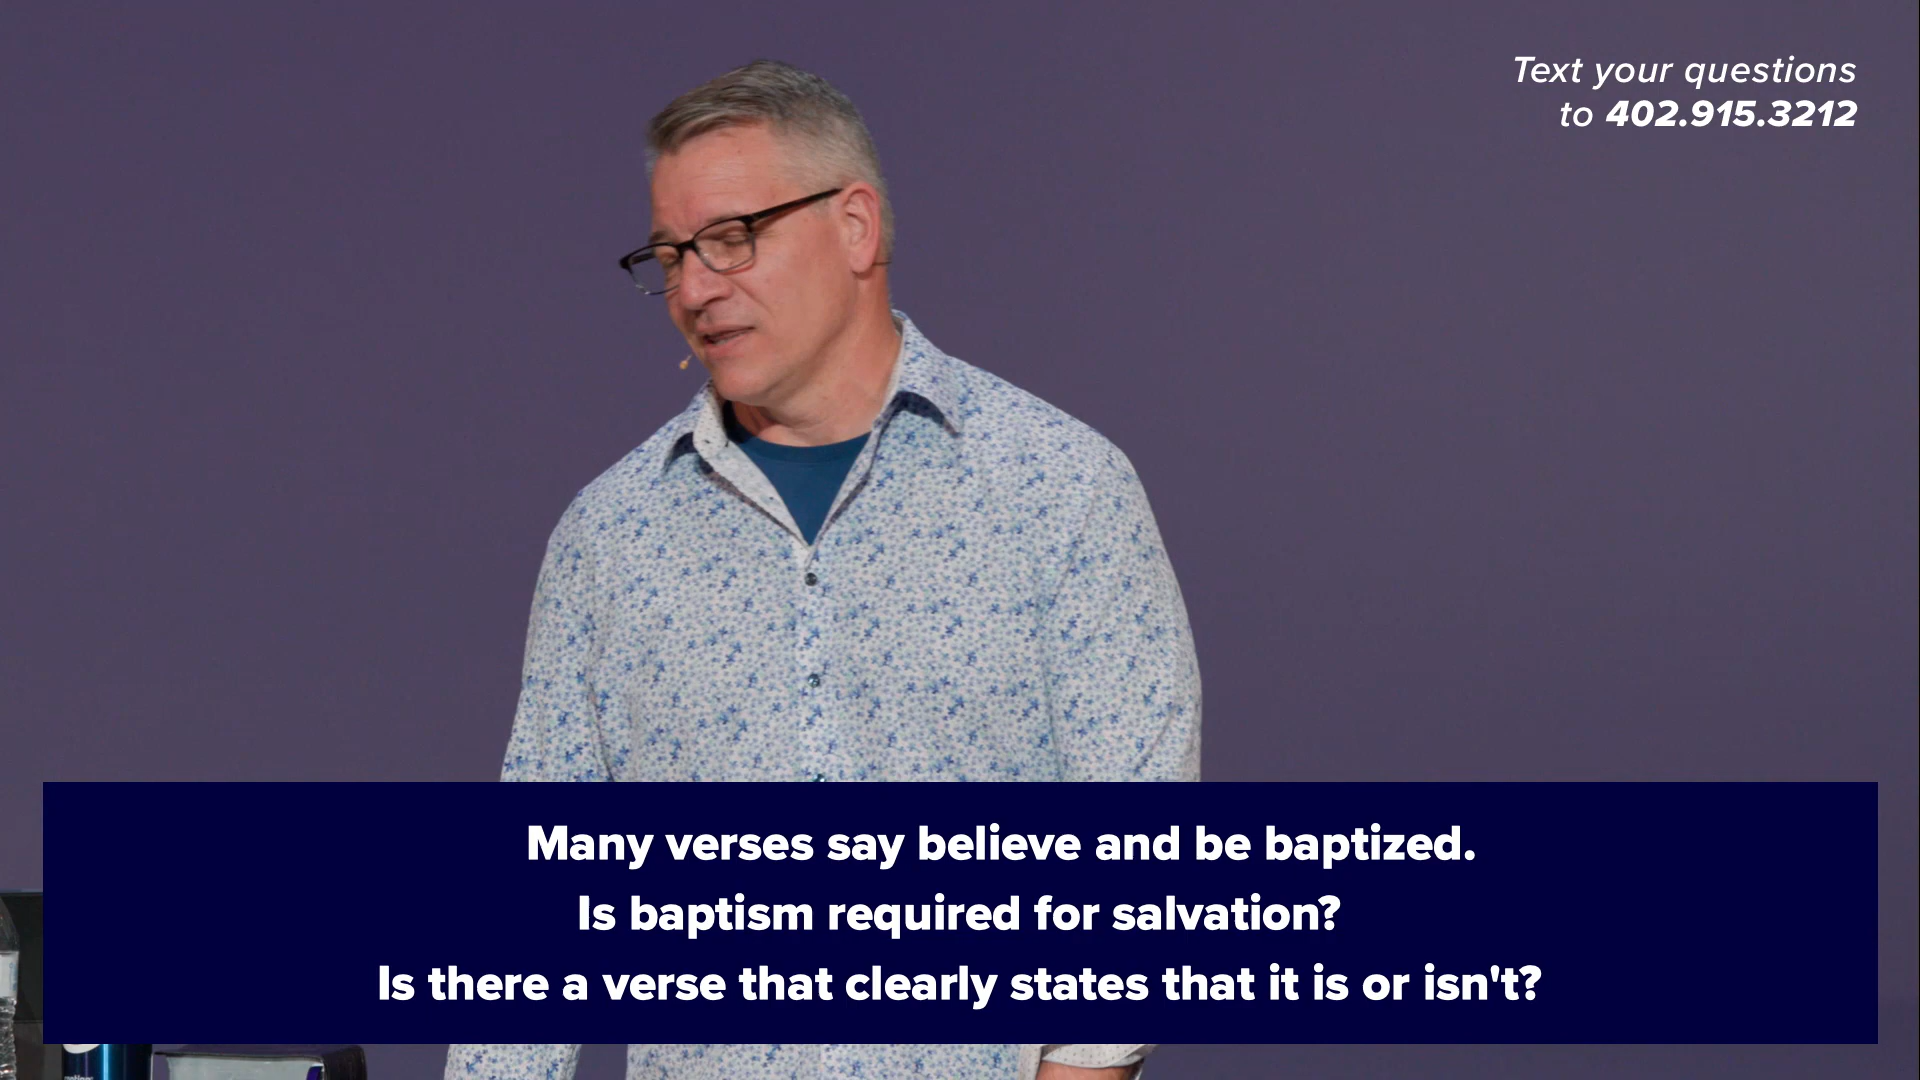 Text your questions
to 402.915.3212
Many verses say believe and be baptized.
Is baptism required for salvation?
Is there a verse that clearly states that it is or isn't?